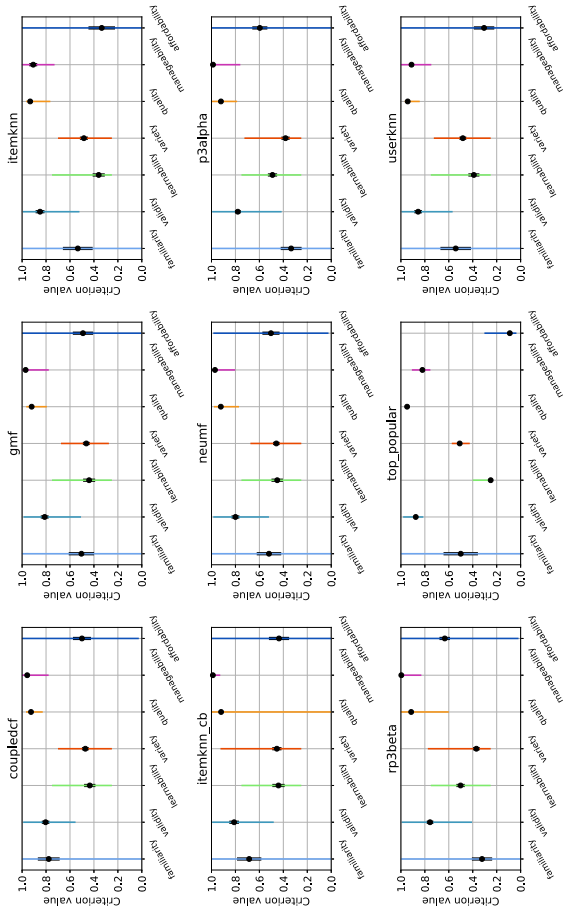 coupledcf
1.0
0.8
0.6
0.4
0.2
0.0
Criterion value
familiarity
validity
learnability
variety
quality
manageability
affordability
gmf
1.0
0.8
0.6
0.4
0.2
0.0
Criterion value
familiarity
validity
learnability
variety
quality
manageability
affordability
itemknn
1.0
0.8
0.6
0.4
0.2
0.0
Criterion value
familiarity
validity
learnability
variety
quality
manageability
affordability
itemknn_cb
1.0
0.8
0.6
0.4
0.2
0.0
Criterion value
familiarity
validity
learnability
variety
quality
manageability
affordability
neumf
1.0
0.8
0.6
0.4
0.2
0.0
Criterion value
familiarity
validity
learnability
variety
quality
manageability
affordability
p3alpha
1.0
0.8
0.6
0.4
0.2
0.0
Criterion value
familiarity
validity
learnability
variety
quality
manageability
affordability
rp3beta
1.0
0.8
0.6
0.4
0.2
0.0
Criterion value
familiarity
validity
learnability
variety
quality
manageability
affordability
top_popular
1.0
0.8
0.6
0.4
0.2
0.0
Criterion value
familiarity
validity
learnability
variety
quality
manageability
affordability
userknn
1.0
0.8
0.6
0.4
0.2
0.0
Criterion value
familiarity
validity
learnability
variety
quality
manageability
affordability